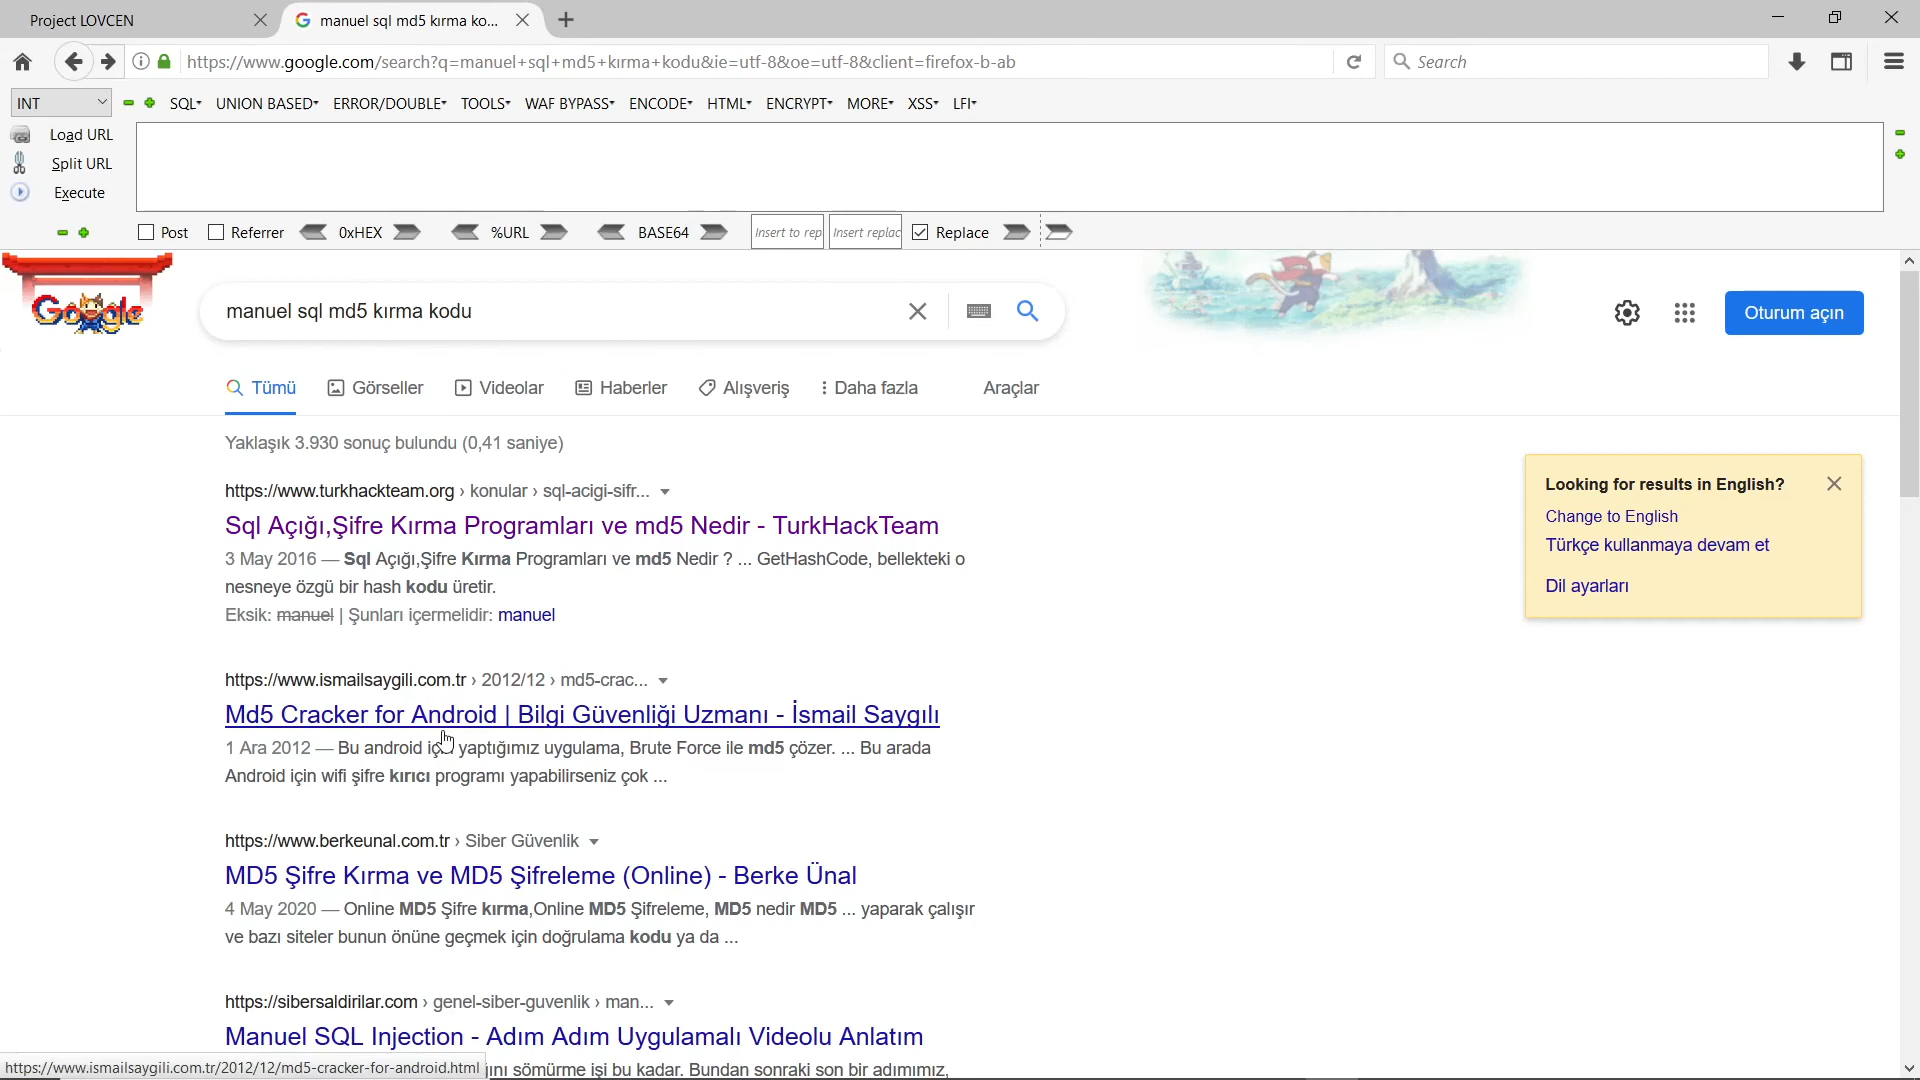 Project LOVCEN
manuel sql md5 kırma ko...
https://www.google.com/search?q=manuel+sql+md5+kırma+kodu&ie=utf-8&oe=utf-8&client=firefox-b-ab
Search
INT
SQL UNION BASED ERROR/DOUBLE TOOLS WAF BYPASS ENCODE HTML ENCRYPT MORE XSS LFI
Load URL
Split URL
Execute
Post Referrer 0xHEX %URL BASE64 Insert to rep Insert replac Replace
Google
manuel sql md5 kırma kodu
Oturum açın
Tümü Görseller Videolar Haberler Alışveriş Daha fazla Araçlar
Yaklaşık 3.930 sonuç bulundu (0,41 saniye)
https://www.turkhackteam.org › konular › sql-acigi-sifr...
Sql Açığı,Şifre Kırma Programları ve md5 Nedir - TurkHackTeam
3 May 2016 — Sql Açığı,Şifre Kırma Programları ve md5 Nedir ? ... GetHashCode, bellekteki o
nesneye özgü bir hash kodu üretir.
Eksik: manuel | Şunları içermelidir: manuel
Looking for results in English?
Change to English
Türkçe kullanmaya devam et
Dil ayarları
https://www.ismailsaygili.com.tr › 2012/12 › md5-crac...
Md5 Cracker for Android | Bilgi Güvenliği Uzmanı - İsmail Saygılı
1 Ara 2012 — Bu android için yaptığımız uygulama, Brute Force ile md5 çözer. ... Bu arada
Android için wifi şifre kırıcı programı yapabilirseniz çok ...
https://www.berkeunal.com.tr › Siber Güvenlik
MD5 Şifre Kırma ve MD5 Şifreleme (Online) - Berke Ünal
4 May 2020 — Online MD5 Şifre kırma,Online MD5 Şifreleme, MD5 nedir MD5 ... yaparak çalışır
ve bazı siteler bunun önüne geçmek için doğrulama kodu ya da ...
https://sibersaldirilar.com › genel-siber-guvenlik › man...
Manuel SQL Injection - Adım Adım Uygulamalı Videolu Anlatım
https://www.ismailsaygili.com.tr/2012/12/md5-cracker-for-android.html
sömürme işi bu kadar. Bundan sonraki son bir adımımız,